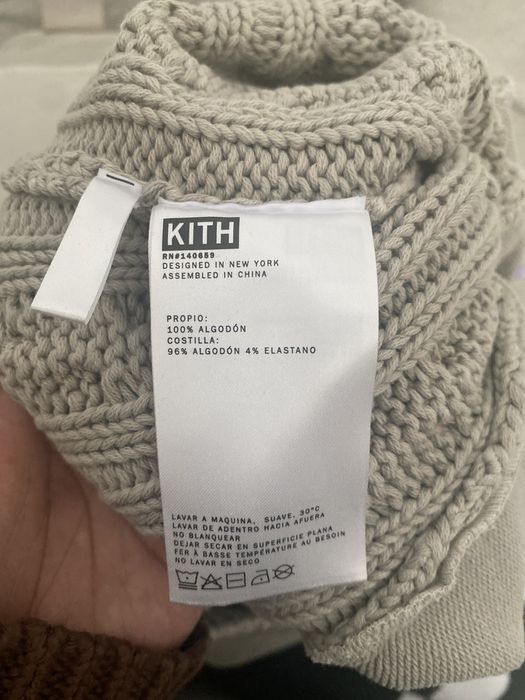 KITH
RN#140659
DESIGNED IN NEW YORK
ASSEMBLED IN CHINA
PROPIO:
100% ALGODÓN
COSTILLA:
96% ALGODÓN 4% ELASTANO
LAVAR A MAQUINA, SUAVE, 30°C
LAVAR DE ADENTRO HACIA AFUERA
NO BLANQUEAR
DEJAR SECAR EN SUPERFICIE PLANA
FER À BASSE TEMPÉRATURE AU BESOIN
NO LAVAR EN SECO